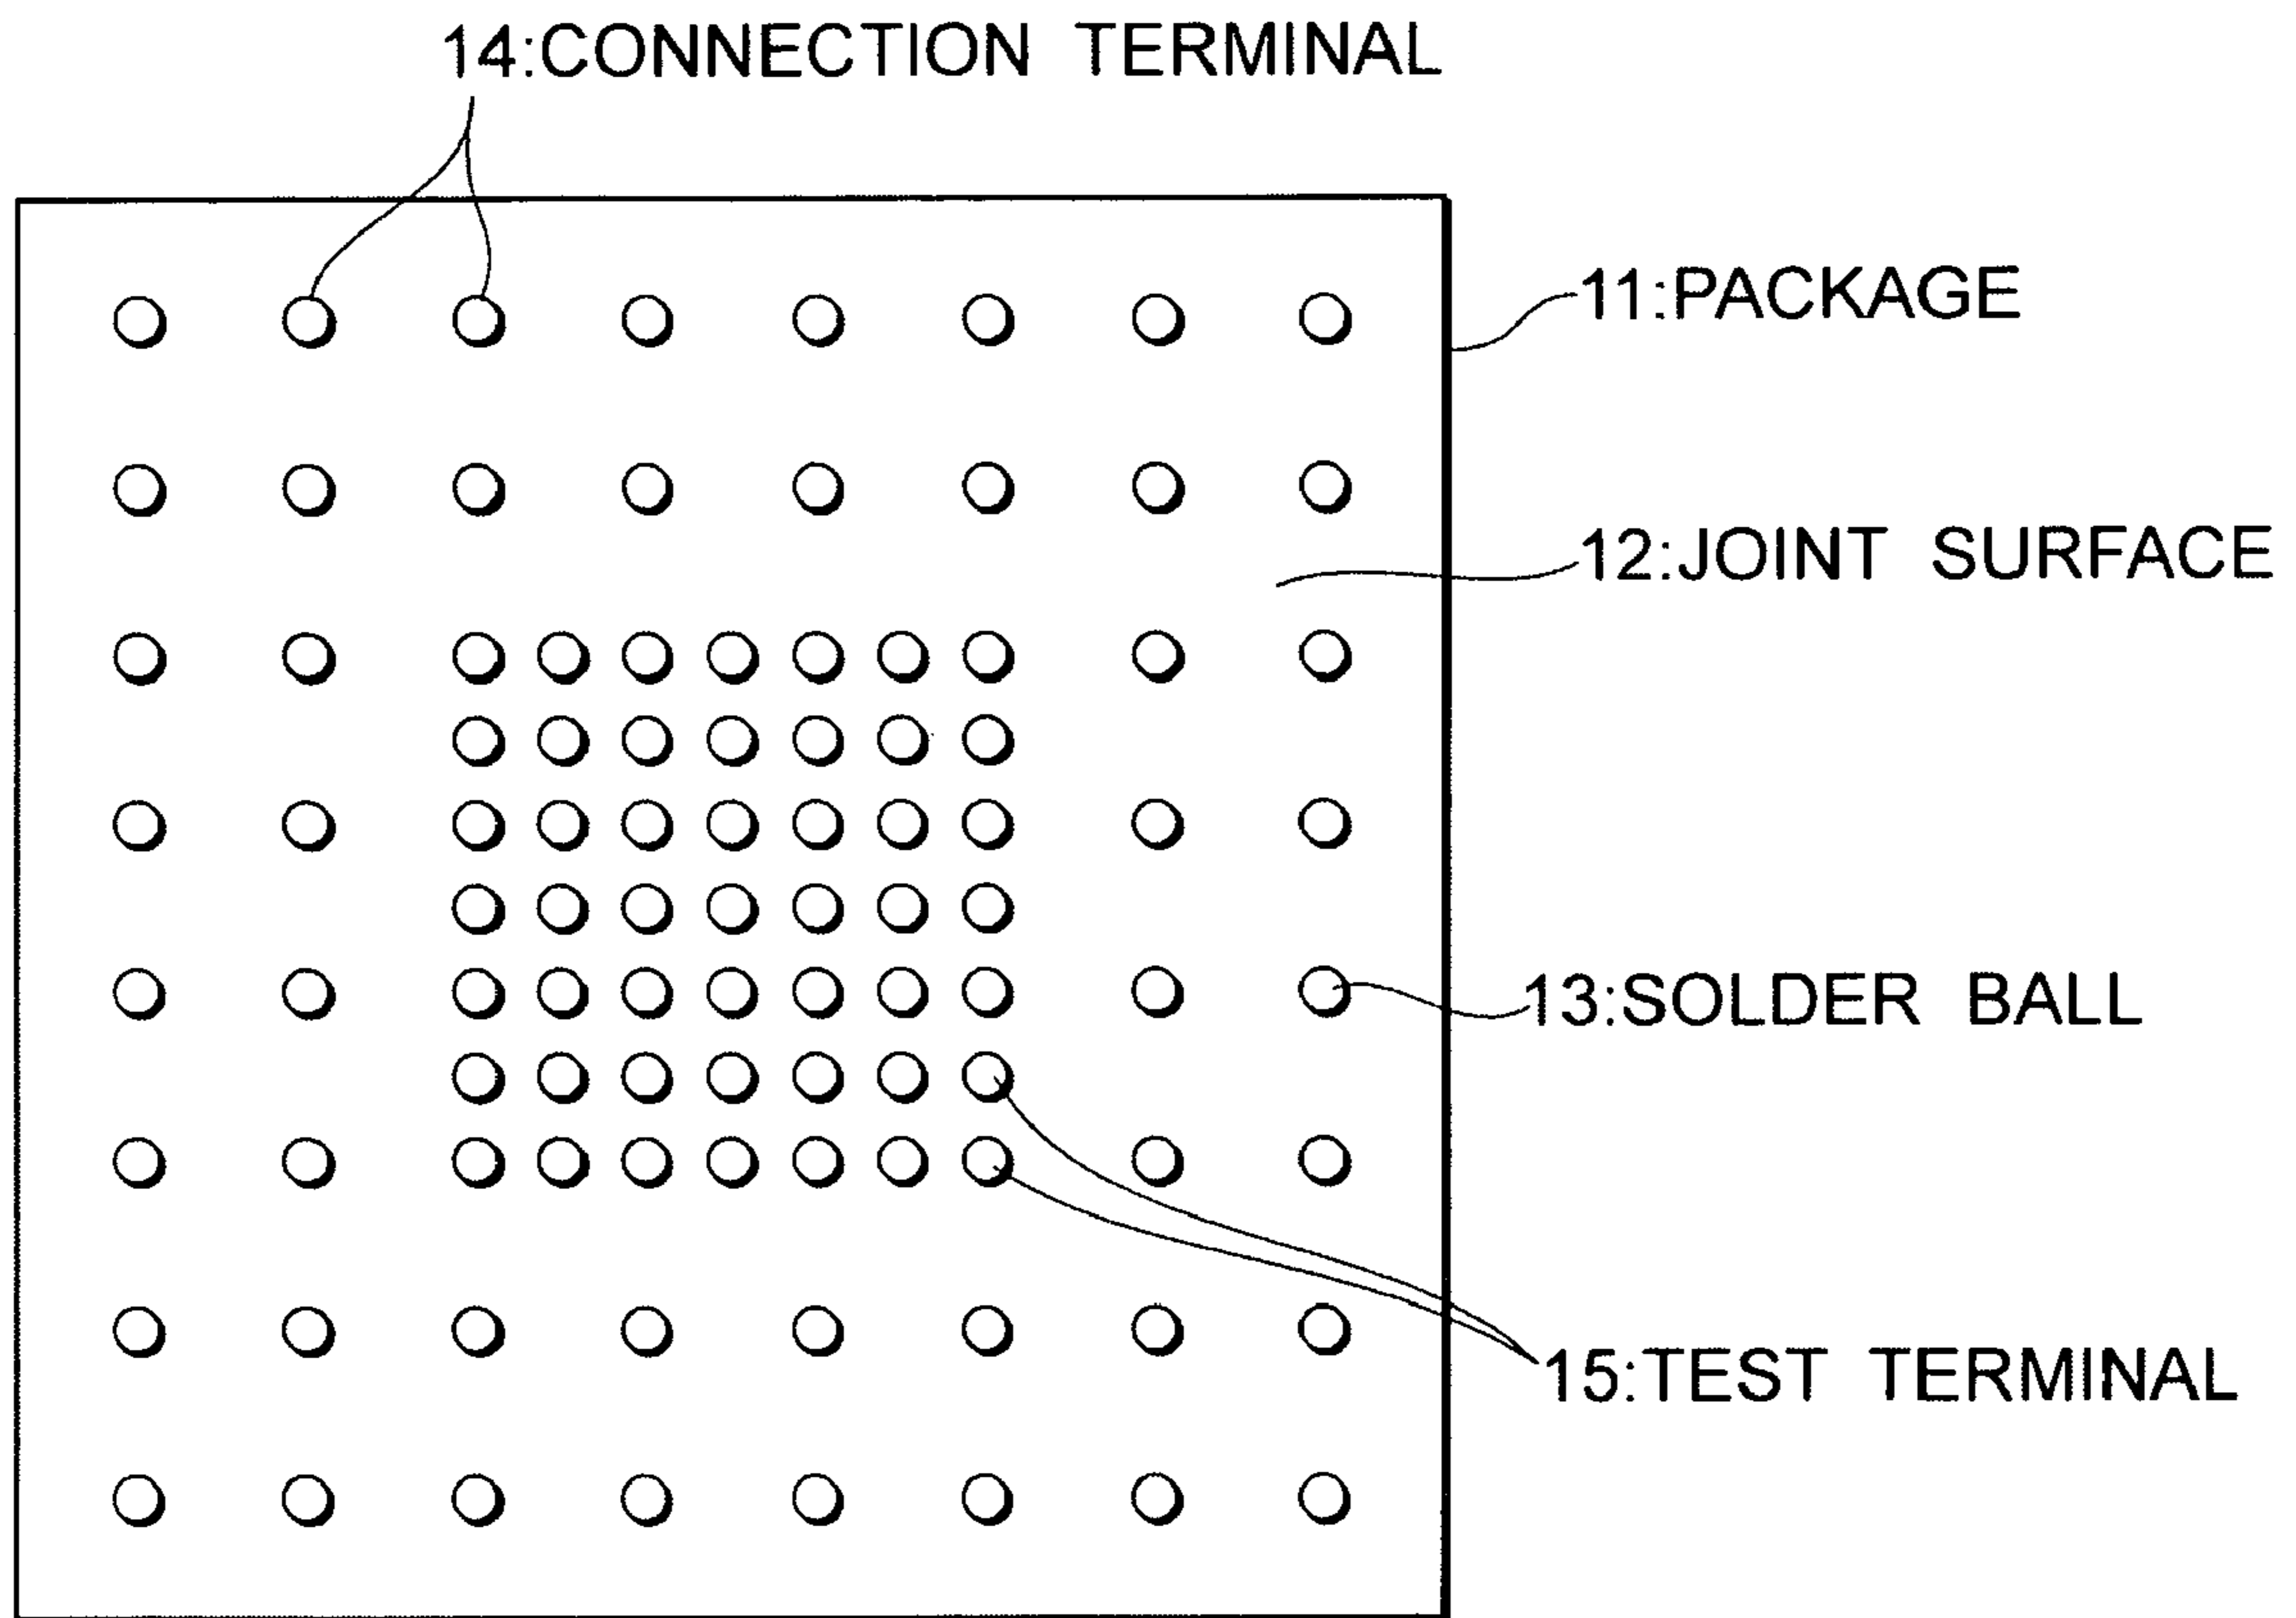 14:CONNECTION TERMINAL
11:PACKAGE
12:JOINT SURFACE
13:SOLDER BALL
15:TEST TERMINAL